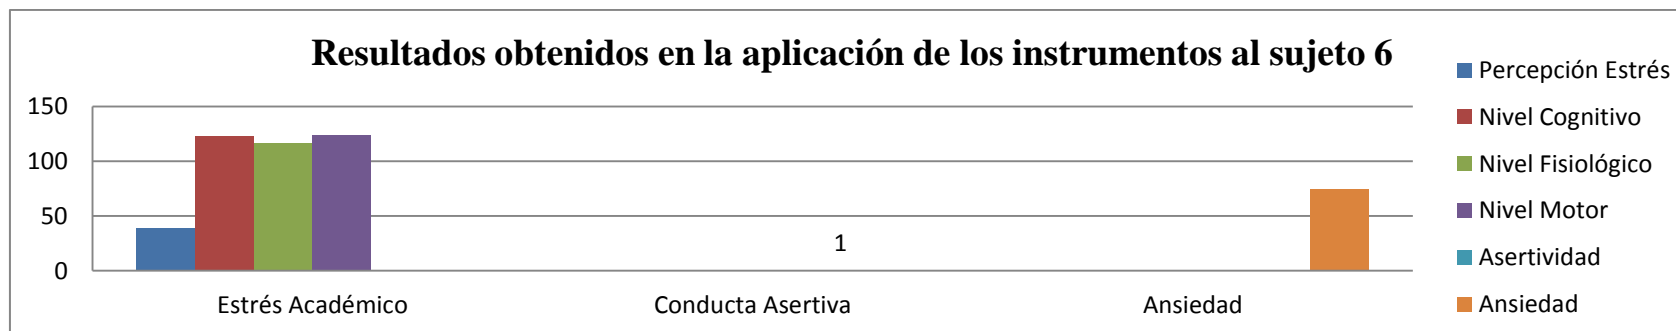 Resultados obtenidos en la aplicación de los instrumentos al sujeto 6
150
100
50
0
1
Estrés Académico
Conducta Asertiva
Ansiedad
Percepción Estrés
Nivel Cognitivo
Nivel Fisiológico
Nivel Motor
Asertividad
Ansiedad